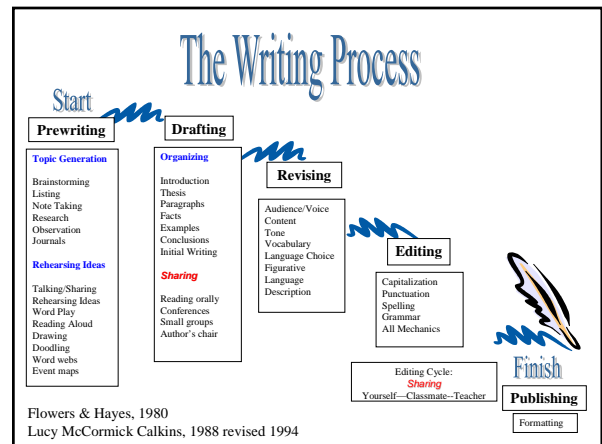 The Writing Process
Start
Prewriting
Topic Generation
Brainstorming
Listing
Note Taking
Research
Observation
Journals
Rehearsing Ideas
Talking/Sharing
Rehearsing Ideas
Word Play
Reading Aloud
Drawing
Doodling
Word webs
Event maps
Drafting
Organizing
Introduction
Thesis
Paragraphs
Facts
Examples
Conclusions
Initial Writing
Sharing
Reading orally
Conferences
Small groups
Author's chair
Revising
Audience/Voice
Content
Tone
Vocabulary
Language Choice
Figurative
Language
Description
Editing
Capitalization
Punctuation
Spelling
Grammar
All Mechanics
Editing Cycle:
Sharing
Yourself—Classmate--Teacher
Finish
Publishing
Formatting
Flowers & Hayes, 1980
Lucy McCormick Calkins, 1988 revised 1994